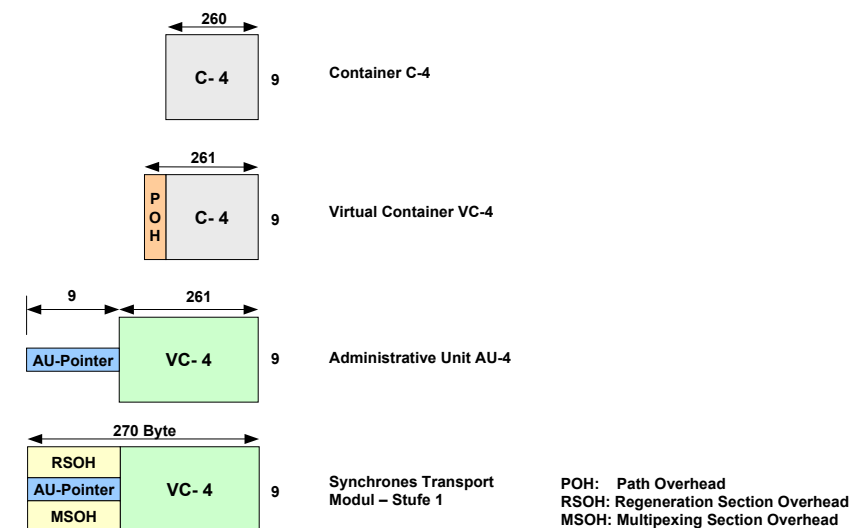 260
C- 4
9
Container C-4
261
P
O
H
C- 4
9
Virtual Container VC-4
9
261
AU-Pointer
VC- 4
9
Administrative Unit AU-4
270 Byte
RSOH
AU-Pointer
MSOH
VC- 4
9
Synchrones Transport
Modul – Stufe 1
POH: Path Overhead
RSOH: Regeneration Section Overhead
MSOH: Multipexing Section Overhead